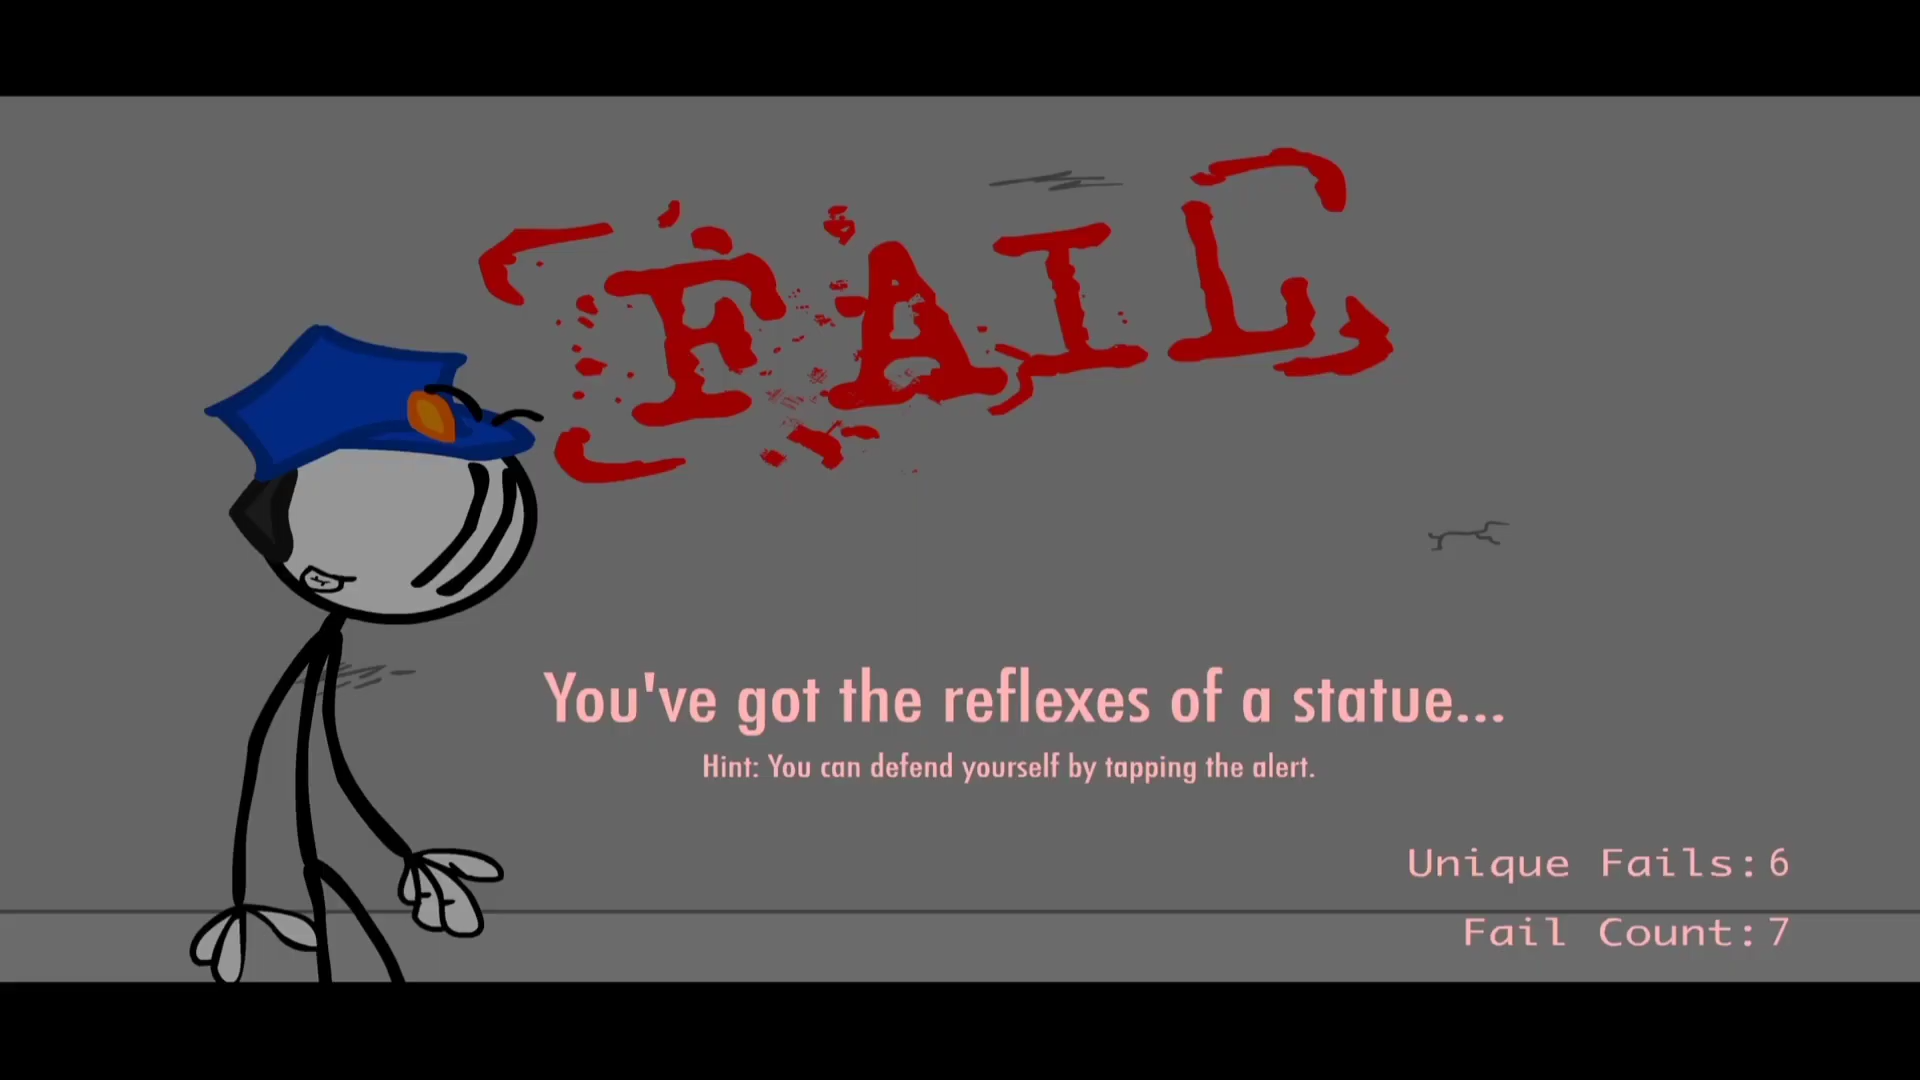 FAIL
You've got the reflexes of a statue...
Hint: You can defend yourself by tapping the alert.
Unique Fails: 6
Fail Count: 7